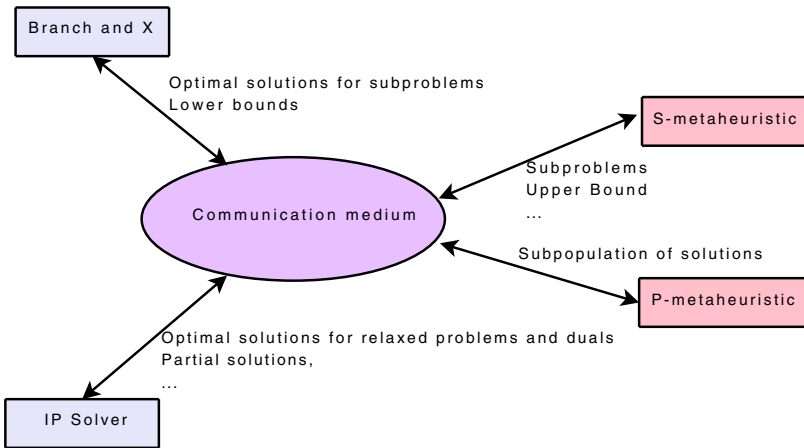 Branch and X
Optimal solutions for subproblems
Lower bounds
S-metaheuristic
Subproblems
Upper Bound
...
Communication medium
Subpopulation of solutions
P-metaheuristic
Optimal solutions for relaxed problems and duals
Partial solutions,
...
IP Solver